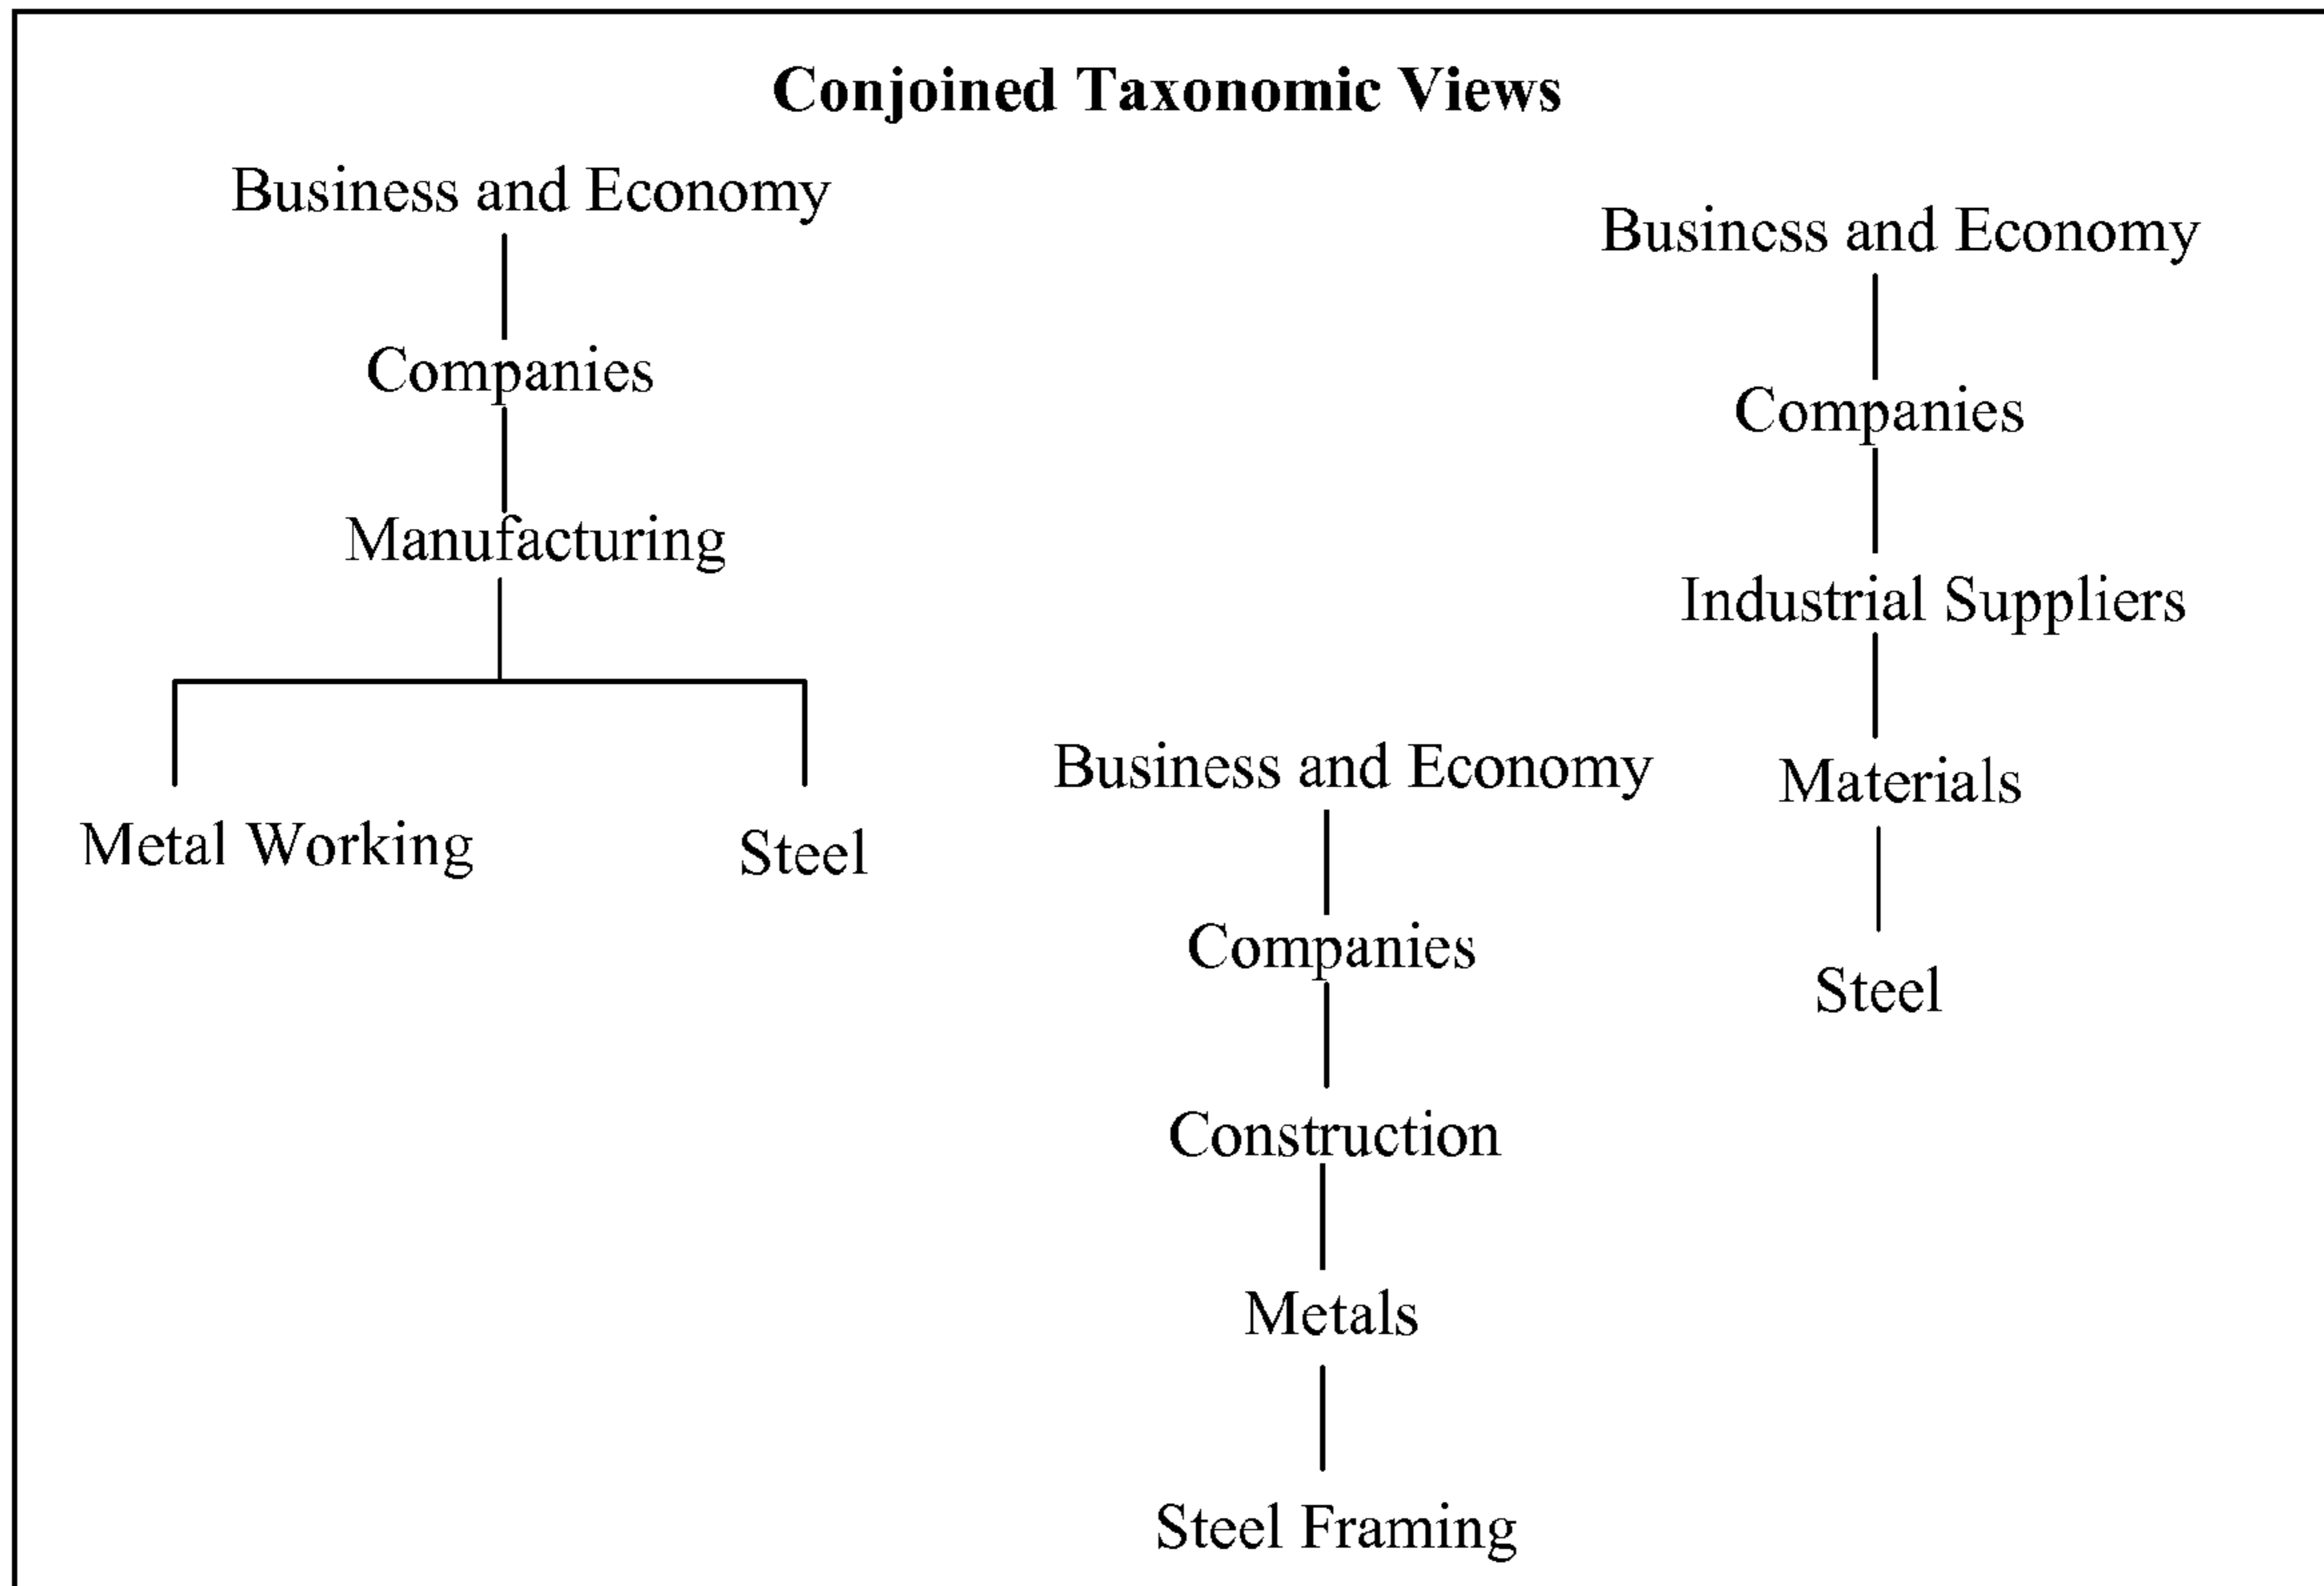 Conjoined Taxonomic Views
Business and Economy
Companies
Manufacturing
Metal Working
Steel
Business and Economy
Companies
Construction
Metals
Steel Framing
Business and Economy
Companies
Industrial Suppliers
Materials
Steel